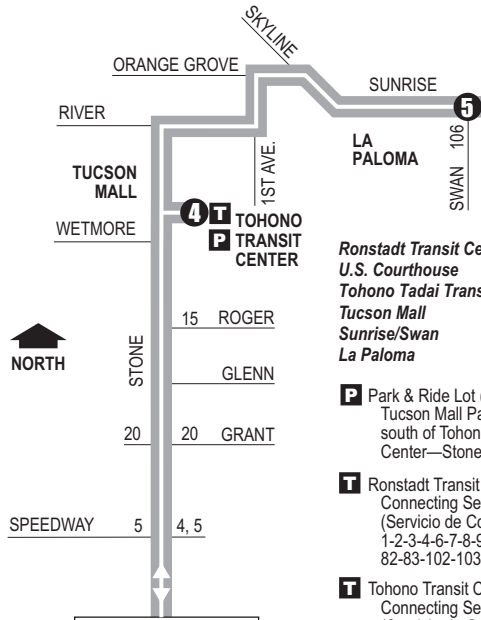 SKYLINE
ORANGE GROVE
SUNRISE
5
RIVER
1ST AVE.
LA
PALOMA
SWAN 106
TUCSON
MALL
4 T TOHONO
P TRANSIT
CENTER
WETMORE
Ronstadt Transit Ce
U.S. Courthouse
Tohono Tadai Trans
Tucson Mall
Sunrise/Swan
La Paloma
15 ROGER
NORTH
STONE
GLENN
20 20 GRANT
SPEEDWAY 5 4, 5
P Park & Ride Lot (
Tucson Mall Pa
south of Tohon
Center—Stone
T Ronstadt Transit
Connecting Se
(Servicio de Co
1-2-3-4-6-7-8-9
82-83-102-103
T Tohono Transit C
Connecting Se